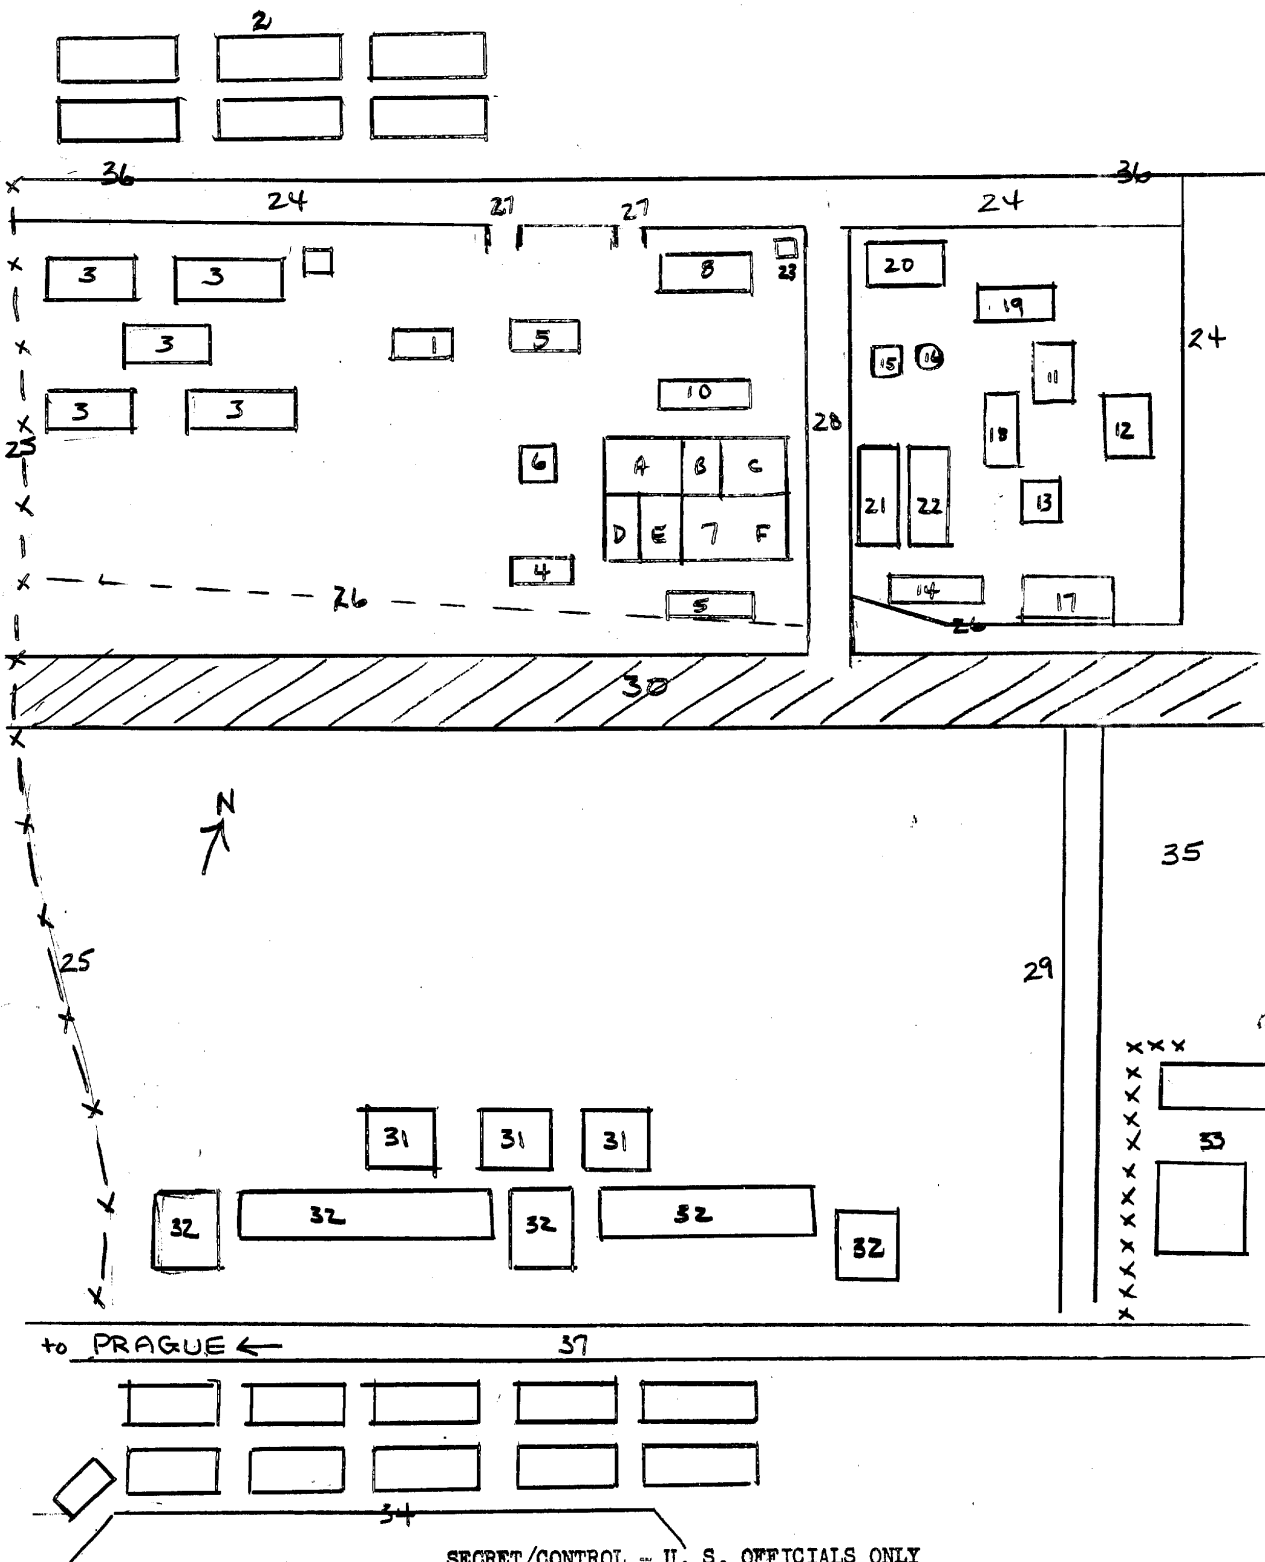 2
36 36
24 27 27 24
3 3 8 23 20
19
3 1 5 15 16 11 24
3 3 10
25 28 18 12
6 A B C
21 22 13
D E 7 F
4 14
26 5 17
26
30
N
35
25 29
31 31 31 33
32 32 32 32
32
to PRAGUE ← 37
34
SECRET/CONTROL - U. S. OFFICIALS ONLY